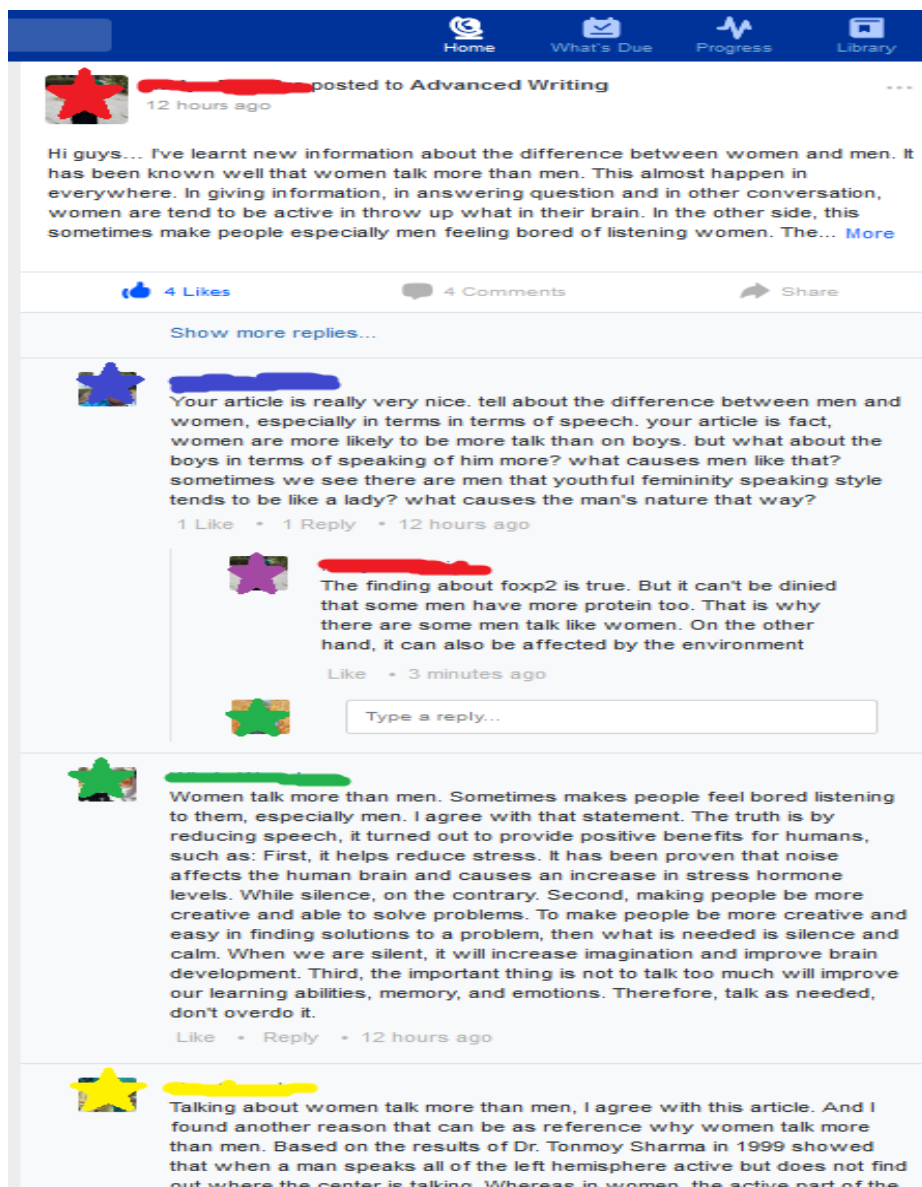 Home What's Due Progress Library
posted to Advanced Writing
12 hours ago
Hi guys... I've learnt new information about the difference between women and men. It
has been known well that women talk more than men. This almost happen in
everywhere. In giving information, in answering question and in other conversation,
women are tend to be active in throw up what in their brain. In the other side, this
sometimes make people especially men feeling bored of listening women. The... More
4 Likes 4 Comments Share
Show more replies...
Your article is really very nice. tell about the difference between men and
women, especially in terms in terms of speech. your article is fact,
women are more likely to be more talk than on boys. but what about the
boys in terms of speaking of him more? what causes men like that?
sometimes we see there are men that youthful femininity speaking style
tends to be like a lady? what causes the man's nature that way?
1 Like • 1 Reply • 12 hours ago
The finding about foxp2 is true. But it can't be dinied
that some men have more protein too. That is why
there are some men talk like women. On the other
hand, it can also be affected by the environment
Like • 3 minutes ago
Type a reply...
Women talk more than men. Sometimes makes people feel bored listening
to them, especially men. I agree with that statement. The truth is by
reducing speech, it turned out to provide positive benefits for humans,
such as: First, it helps reduce stress. It has been proven that noise
affects the human brain and causes an increase in stress hormone
levels. While silence, on the contrary. Second, making people be more
creative and able to solve problems. To make people be more creative and
easy in finding solutions to a problem, then what is needed is silence and
calm. When we are silent, it will increase imagination and improve brain
development. Third, the important thing is not to talk too much will improve
our learning abilities, memory, and emotions. Therefore, talk as needed,
don't overdo it.
Like • Reply • 12 hours ago
Talking about women talk more than men, I agree with this article. And I
found another reason that can be as reference why women talk more
than men. Based on the results of Dr. Tonmoy Sharma in 1999 showed
that when a man speaks all of the left hemisphere active but does not find
out where the center is talking. Whereas in women, the active part of the